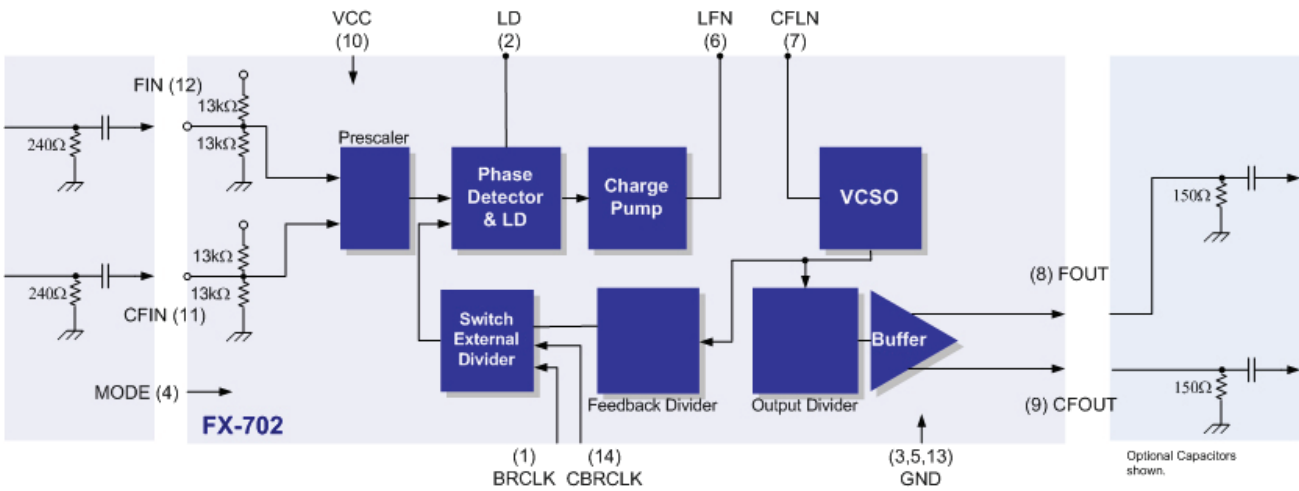 VCC
(10)
LD
(2)
LFN
(6)
CFLN
(7)
FIN (12)
13kΩ
13kΩ
240Ω
Prescaler
Phase
Detector
& LD
Charge
Pump
VCSO
150Ω
13kΩ
13kΩ
240Ω
CFIN (11)
(8) FOUT
Switch
External
Divider
Buffer
MODE (4)
Feedback Divider
Output Divider
150Ω
(9) CFOUT
FX-702
(1)
BRCLK
(14)
CBRCLK
(3,5,13)
GND
Optional Capacitors
shown.